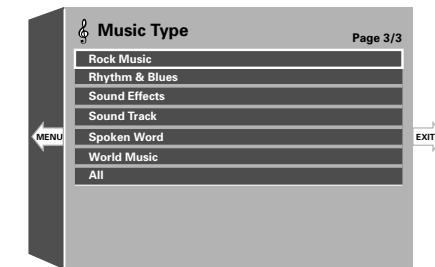 Music Type
Page 3/3
Rock Music
Rhythm & Blues
Sound Effects
Sound Track
MENU
Spoken Word
EXIT
World Music
All